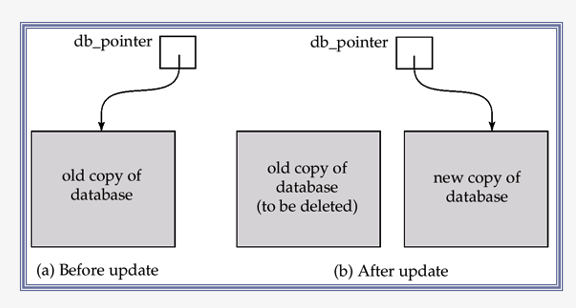 db_pointer
old copy of
database
(a) Before update
db_pointer
old copy of
database
(to be deleted)
new copy of
database
(b) After update